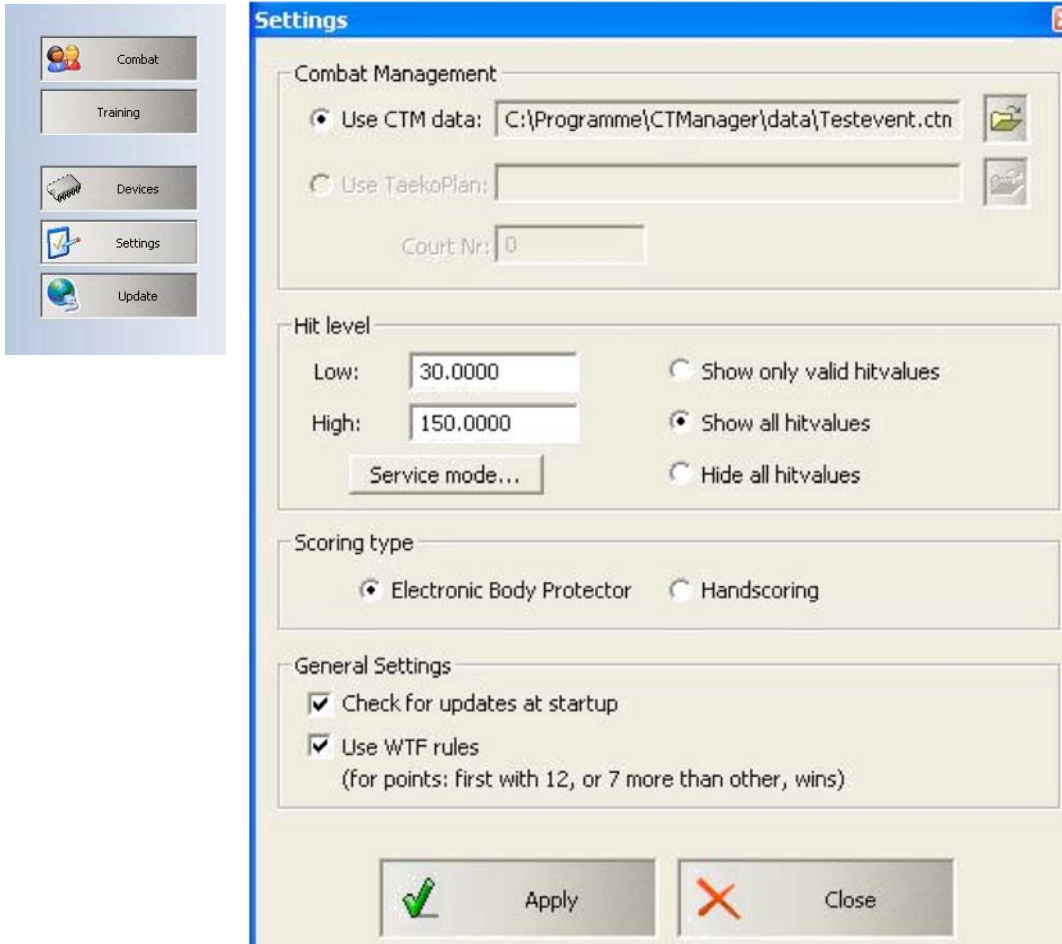 Combat
Training
Devices
Settings
Update
Settings
Combat Management
Use CTM data: C:\Programme\CTManager\data\Testevent.ctn
Use TaekoPlan:
Court Nr: 0
Hit level
Low: 30.0000 Show only valid hitvalues
High: 150.0000 Show all hitvalues
Service mode... Hide all hitvalues
Scoring type
Electronic Body Protector Handscoring
General Settings
Check for updates at startup
Use WTF rules
(for points: first with 12, or 7 more than other, wins)
Apply Close